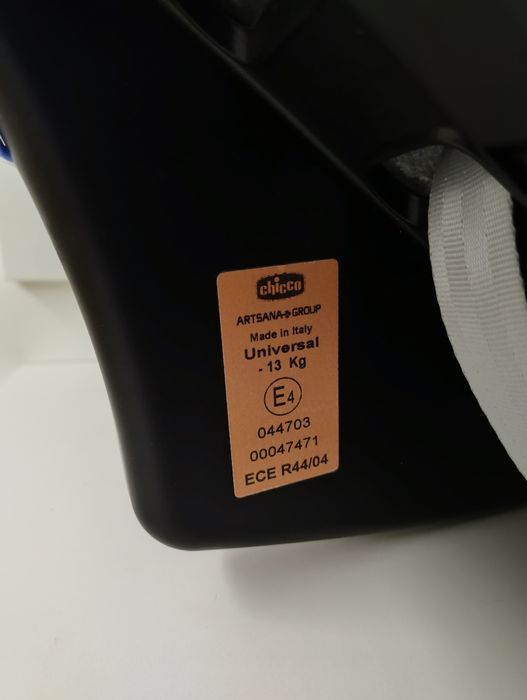 chicco
ARTSANA GROUP
Made in Italy
Universal
- 13 Kg
E4
044703
00047471
ECE R44/04